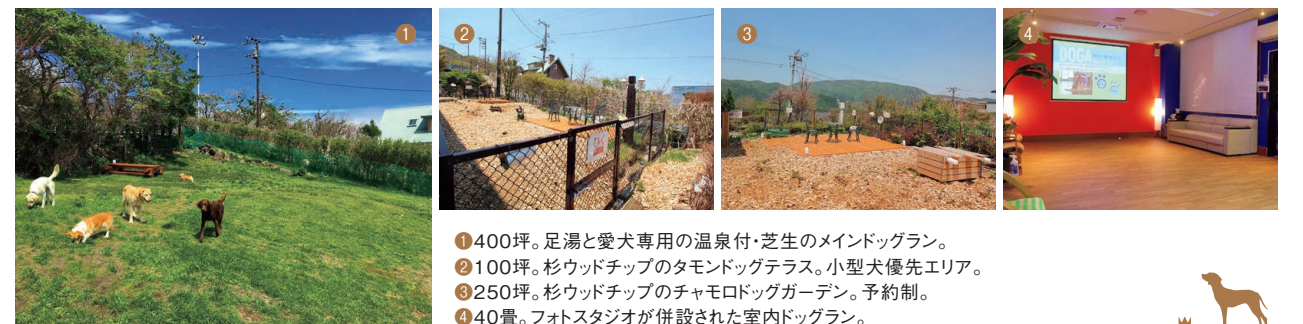 1
2
3
4
DOGA
❶400坪。足湯と愛犬専用の温泉付・芝生のメインドッグラン。
❷100坪。杉ウッドチップのタモンドッグテラス。小型犬優先エリア。
❸250坪。杉ウッドチップのチャモロドッグガーデン。予約制。
❹40畳。フォトスタジオが併設された室内ドッグラン。